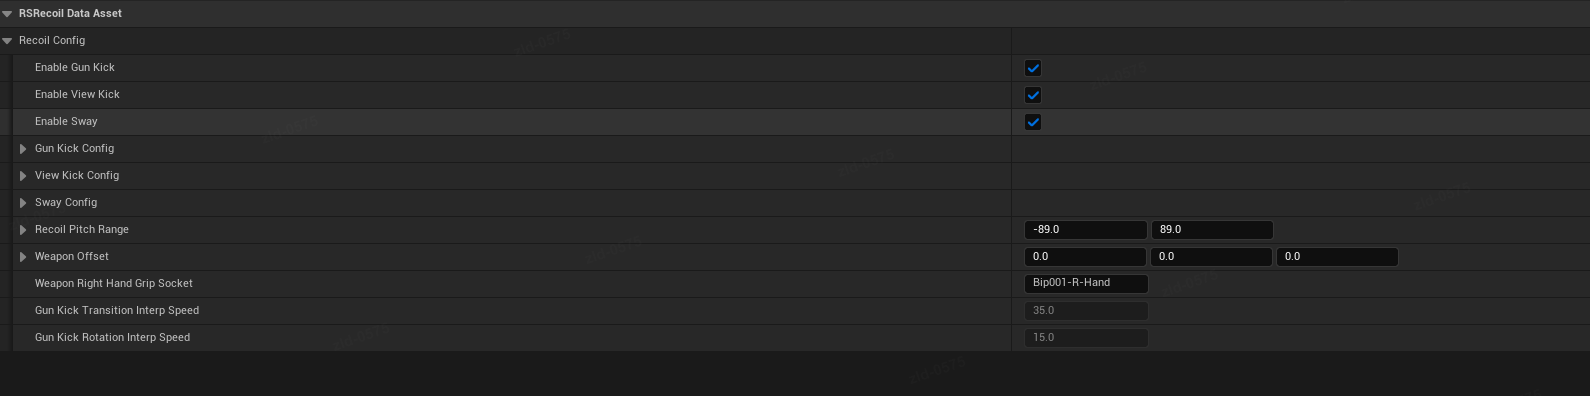 RSRecoil Data Asset
Recoil Config
Enable Gun Kick
Enable View Kick
Enable Sway
Gun Kick Config
View Kick Config
Sway Config
Recoil Pitch Range -89.0 89.0
Weapon Offset 0.0 0.0 0.0
Weapon Right Hand Grip Socket Bip001-R-Hand
Gun Kick Transition Interp Speed 35.0
Gun Kick Rotation Interp Speed 15.0